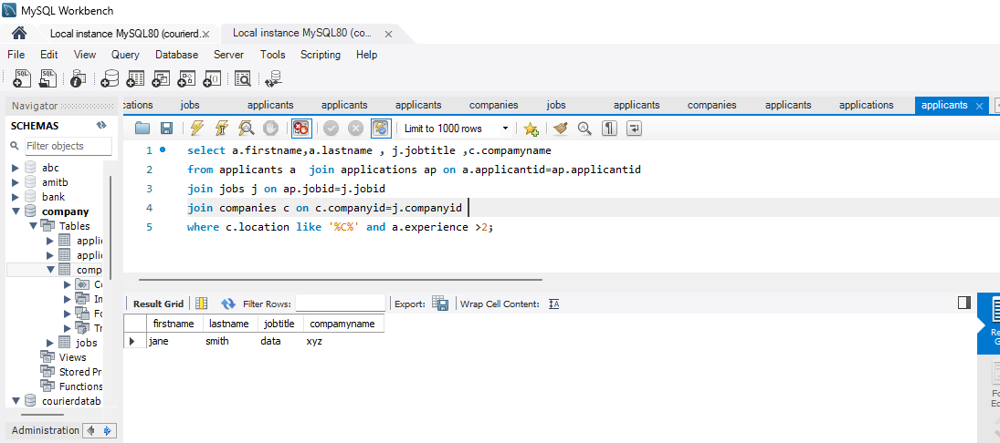 MySQL Workbench
Local instance MySQL80 (courierd. Local instance MySQL80 (co...
File Edit View Query Database Server Tools Scripting Help
Navigator
SCHEMAS
Filter objects
abc
amitb
bank
company
Tables
appli
appli
comp
C
In
Fo
Tr
jobs
Views
Stored Pr
Functions
courierdatab
Administration
cations jobs applicants applicants applicants companies jobs applicants companies applicants applications applicants
Limit to 1000 rows
1 select a.firstname,a.lastname , j.jobtitle ,c.compamyname
2 from applicants a  join applications ap on a.applicantid=ap.applicantid
3 join jobs j on ap.jobid=j.jobid
4 join companies c on c.companyid=j.companyid
5 where c.location like '%C%' and a.experience >2;
Result Grid Filter Rows: Export: Wrap Cell Content:
firstname lastname jobtitle compamyname
jane smith data xyz
Re
G
Fo
Ec